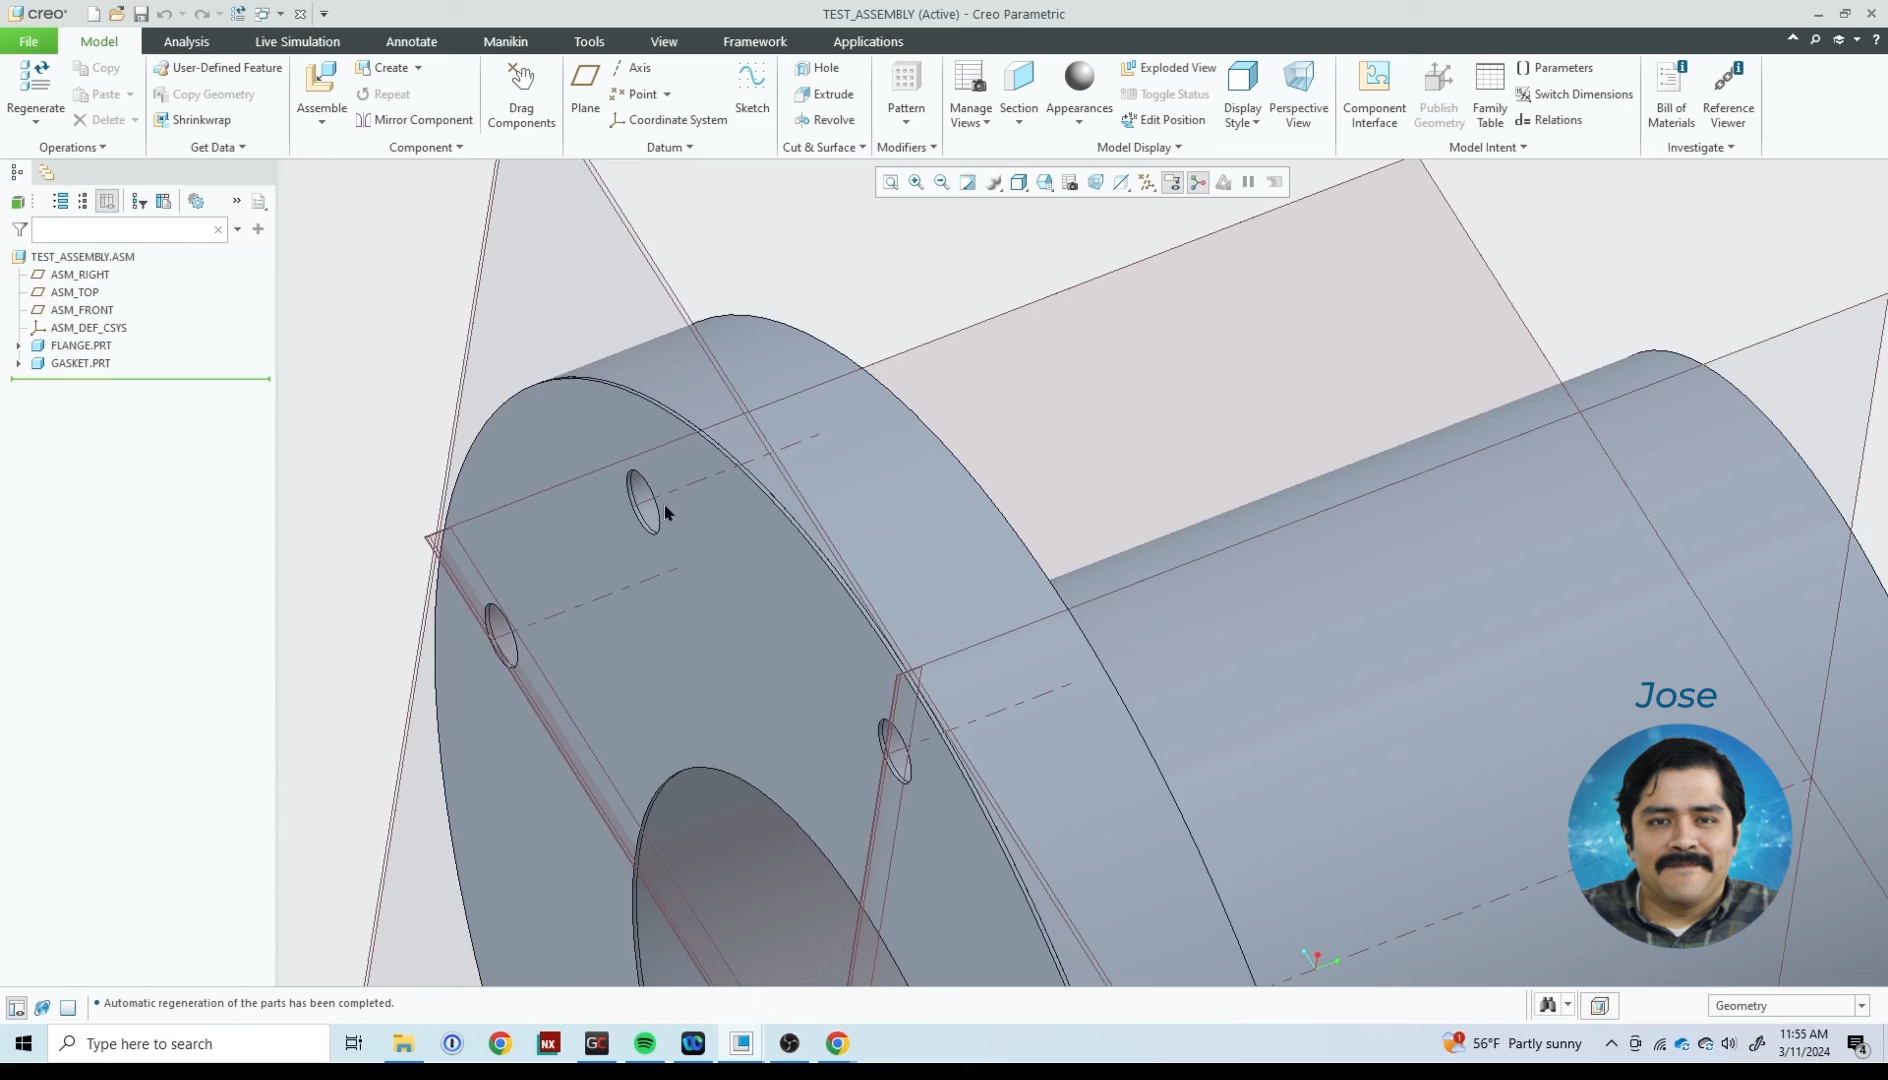 creo
TEST_ASSEMBLY (Active) - Creo Parametric
File Model Analysis Live Simulation Annotate Manikin Tools View Framework Applications
Regenerate
Copy
Paste
Delete
Operations
User-Defined Feature
Copy Geometry
Shrinkwrap
Get Data
Assemble
Create
Repeat
Mirror Component
Component
Drag Components
Plane
Axis
Point
Coordinate System
Sketch
Datum
Hole
Extrude
Revolve
Cut & Surface
Pattern
Modifiers
Manage Views
Section
Appearances
Exploded View
Toggle Status
Edit Position
Display Style
Perspective View
Model Display
Component Interface
Publish Geometry
Family Table
Parameters
Switch Dimensions
Relations
Model Intent
Bill of Materials
Reference Viewer
Investigate
TEST_ASSEMBLY.ASM
ASM_RIGHT
ASM_TOP
ASM_FRONT
ASM_DEF_CSYS
FLANGE.PRT
GASKET.PRT
Jose
• Automatic regeneration of the parts has been completed.
Geometry
Type here to search
NX
GC
56°F Partly sunny
11:55 AM
3/11/2024
4